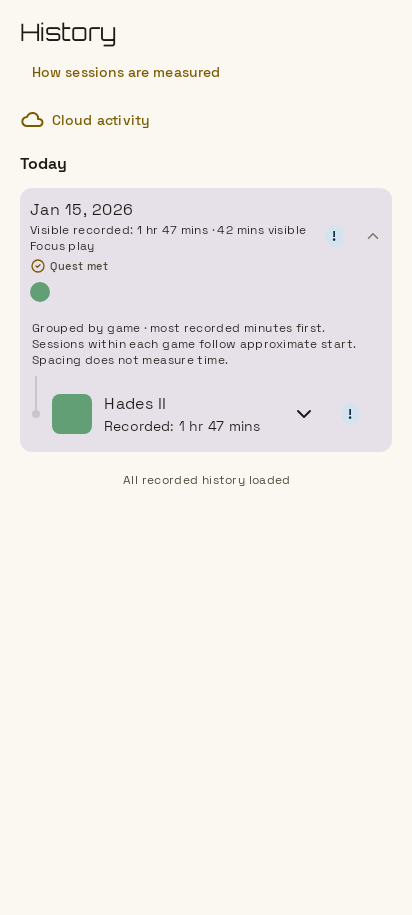 History
How sessions are measured
Cloud activity
Today
Jan 15, 2026
Visible recorded: 1 hr 47 mins · 42 mins visible
Focus play
!
Quest met
Grouped by game · most recorded minutes first.
Sessions within each game follow approximate start.
Spacing does not measure time.
Hades II
Recorded: 1 hr 47 mins
!
All recorded history loaded